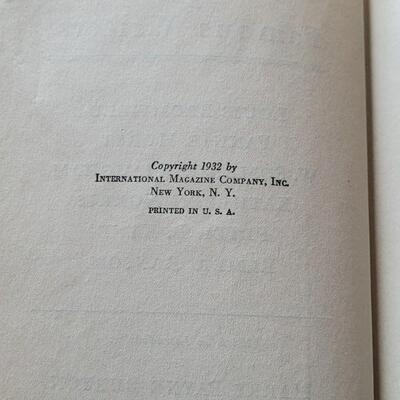 Copyright 1932 by
International Magazine Company, Inc.
New York, N. Y.
PRINTED IN U. S. A.